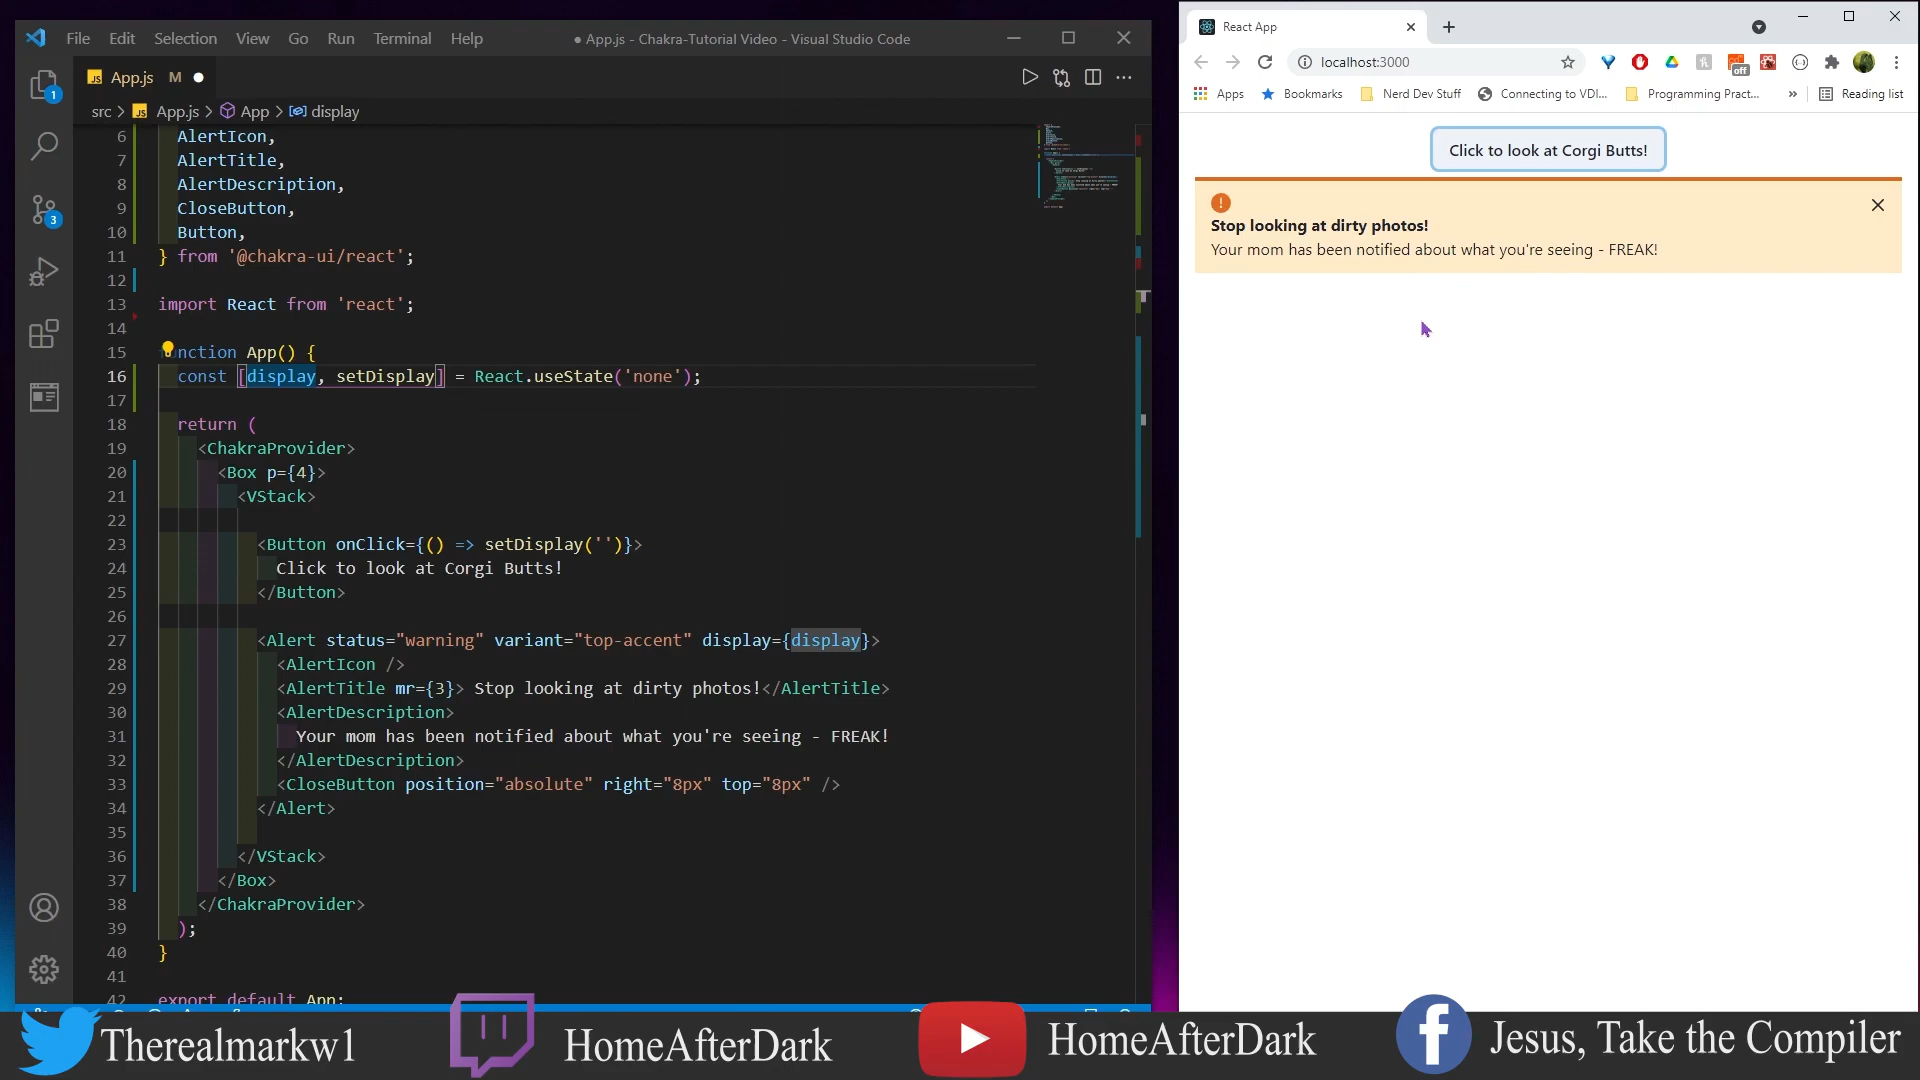 File Edit Selection View Go Run Terminal Help
● App.js - Chakra-Tutorial Video - Visual Studio Code
JS App.js M ●
src > JS App.js > App > display
1
3
6 AlertIcon,
7 AlertTitle,
8 AlertDescription,
9 CloseButton,
10 Button,
11 } from '@chakra-ui/react';
12
13 import React from 'react';
14
15 nction App() {
16 const [display, setDisplay] = React.useState('none');
17
18 return (
19 <ChakraProvider>
20 <Box p={4}>
21 <VStack>
22
23 <Button onClick={() => setDisplay('')}>
24 Click to look at Corgi Butts!
25 </Button>
26
27 <Alert status="warning" variant="top-accent" display={display}>
28 <AlertIcon />
29 <AlertTitle mr={3}> Stop looking at dirty photos!</AlertTitle>
30 <AlertDescription>
31 Your mom has been notified about what you're seeing - FREAK!
32 </AlertDescription>
33 <CloseButton position="absolute" right="8px" top="8px" />
34 </Alert>
35
36 </VStack>
37 </Box>
38 </ChakraProvider>
39 );
40 }
41
42 export default App;
React App
localhost:3000
off
Apps Bookmarks Nerd Dev Stuff Connecting to VDI... Programming Pract... » Reading list
Click to look at Corgi Butts!
Stop looking at dirty photos!
Your mom has been notified about what you're seeing - FREAK!
Therealmarkw1 HomeAfterDark HomeAfterDark f Jesus, Take the Compiler